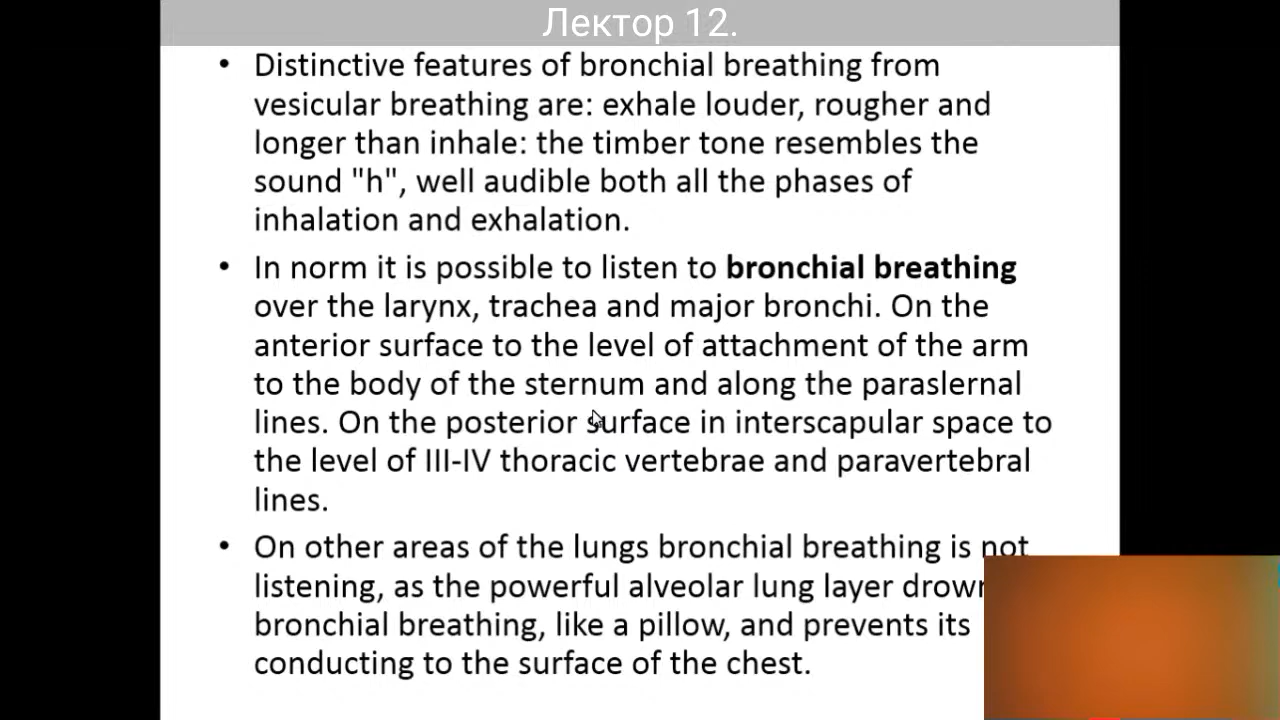 Лектор 12.
• Distinctive features of bronchial breathing from
vesicular breathing are: exhale louder, rougher and
longer than inhale: the timber tone resembles the
sound "h", well audible both all the phases of
inhalation and exhalation.
• In norm it is possible to listen to bronchial breathing
over the larynx, trachea and major bronchi. On the
anterior surface to the level of attachment of the arm
to the body of the sternum and along the paraslernal
lines. On the posterior surface in interscapular space to
the level of III-IV thoracic vertebrae and paravertebral
lines.
• On other areas of the lungs bronchial breathing is not
listening, as the powerful alveolar lung layer
bronchial breathing, like a pillow, and prevents its
conducting to the surface of the chest.